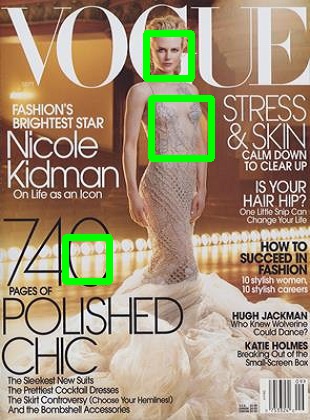 VOGUE
FASHION'S
BRIGHTEST STAR
Nicole
Kidman
On Life as an Icon
STRESS
& SKIN
CALM DOWN
TO CLEAR UP
IS YOUR
HAIR HIP?
One Little Snip Can
Change Your Life
740
PAGES OF
POLISHED
CHIC
The Sleekest New Suits
The Prettiest Cocktail Dresses
The Skirt Controversy (Choose Your Hemlines!)
And the Bombshell Accessories
HOW TO
SUCCEED IN
FASHION
10 stylish women,
10 stylish careers
HUGH JACKMAN
Who Knew Wolverine
Could Dance?
KATIE HOLMES
Breaking Out of the
Small-Screen Blues